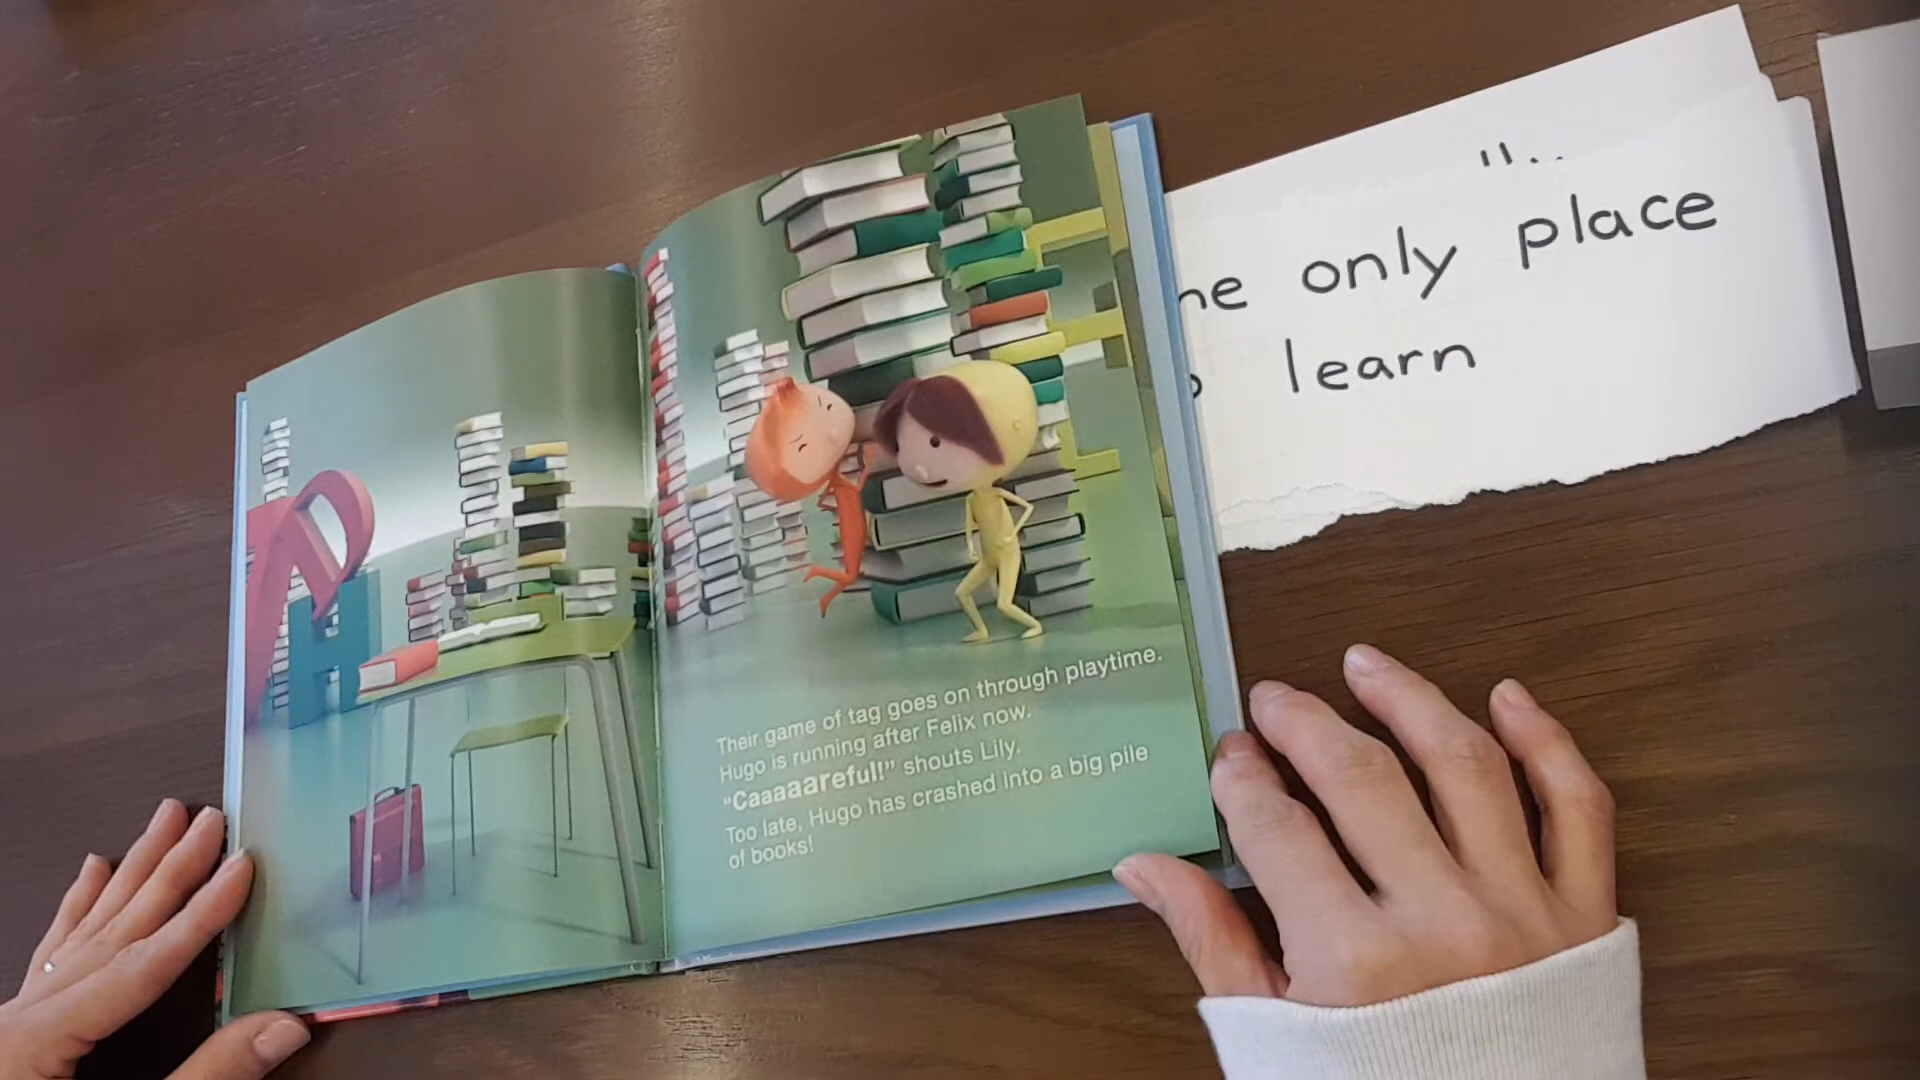 Their game of tag goes on through playtime.
Hugo is running after Felix now.
“Caaaaareful!” shouts Lily.
Too late, Hugo has crashed into a big pile
of books!
only place
learn